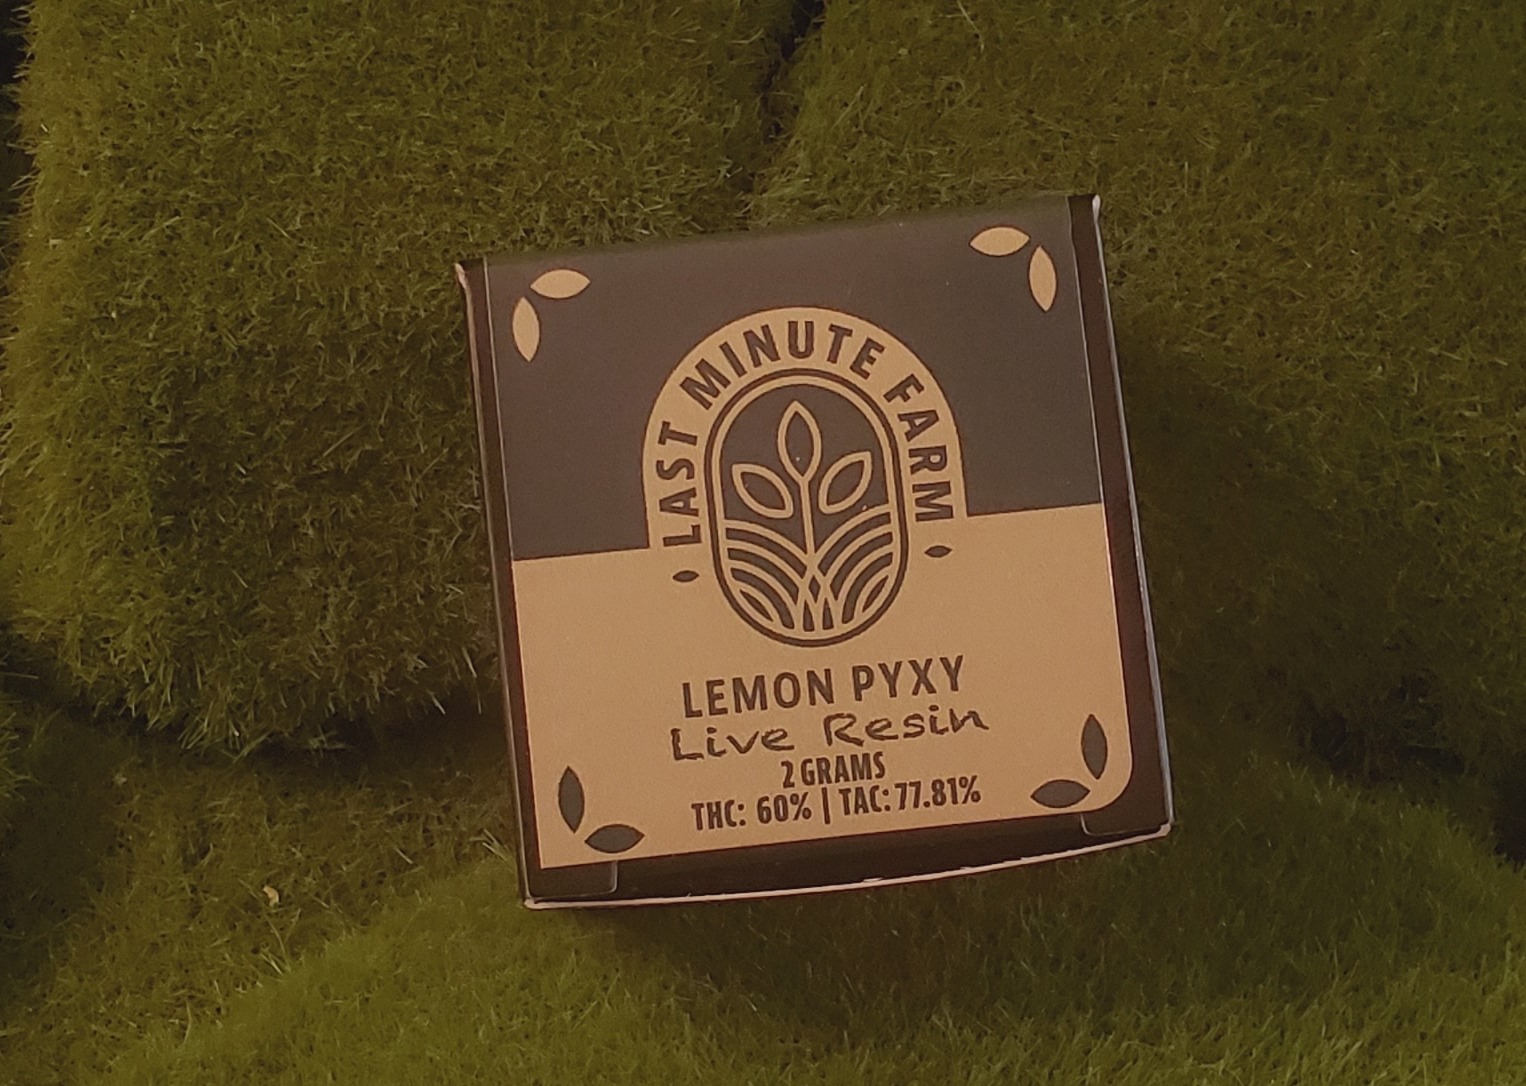 LAST MINUTE FARM
LEMON PYXY
Live Resin
2 GRAMS
THC: 60% | TAC: 77.81%